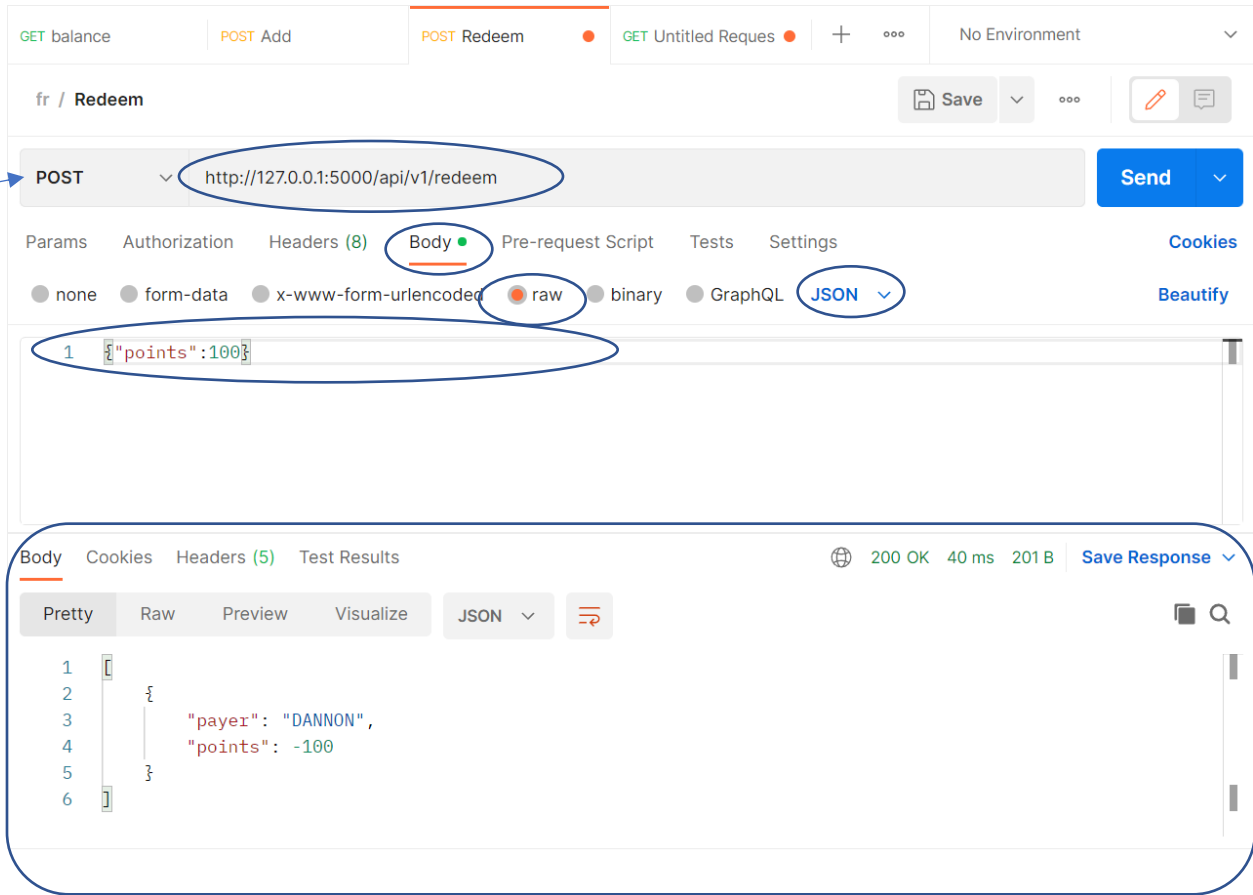 GET balance POST Add POST Redeem GET Untitled Reques No Environment
fr / Redeem Save
POST http://127.0.0.1:5000/api/v1/redeem Send
Params Authorization Headers (8) Body Pre-request Script Tests Settings Cookies
none form-data x-www-form-urlencoded raw binary GraphQL JSON Beautify
1 {"points":100}
Body Cookies Headers (5) Test Results 200 OK 40 ms 201 B Save Response
Pretty Raw Preview Visualize JSON
1 [
2 {
3 "payer": "DANNON",
4 "points": -100
5 }
6 ]